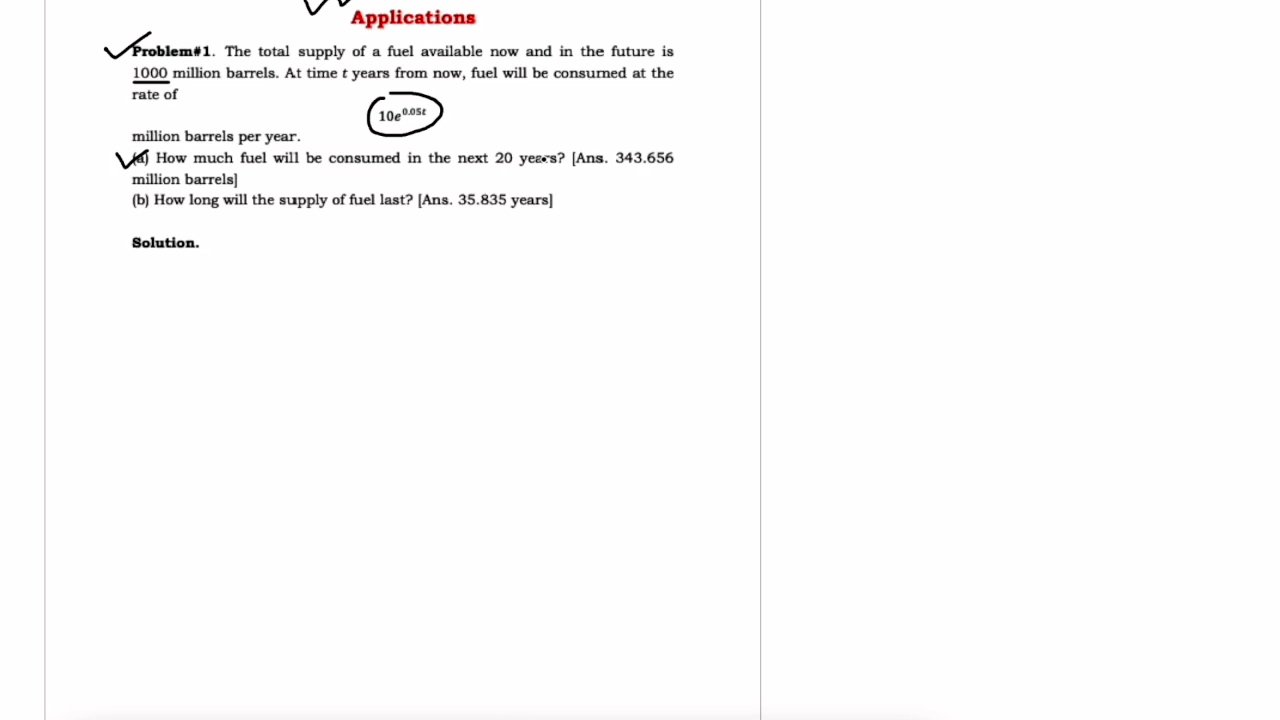 Applications
Problem#1. The total supply of a fuel available now and in the future is
1000 million barrels. At time t years from now, fuel will be consumed at the
rate of
10e^{0.05t}
million barrels per year.
(a) How much fuel will be consumed in the next 20 years? [Ans. 343.656
million barrels]
(b) How long will the supply of fuel last? [Ans. 35.835 years]
Solution.